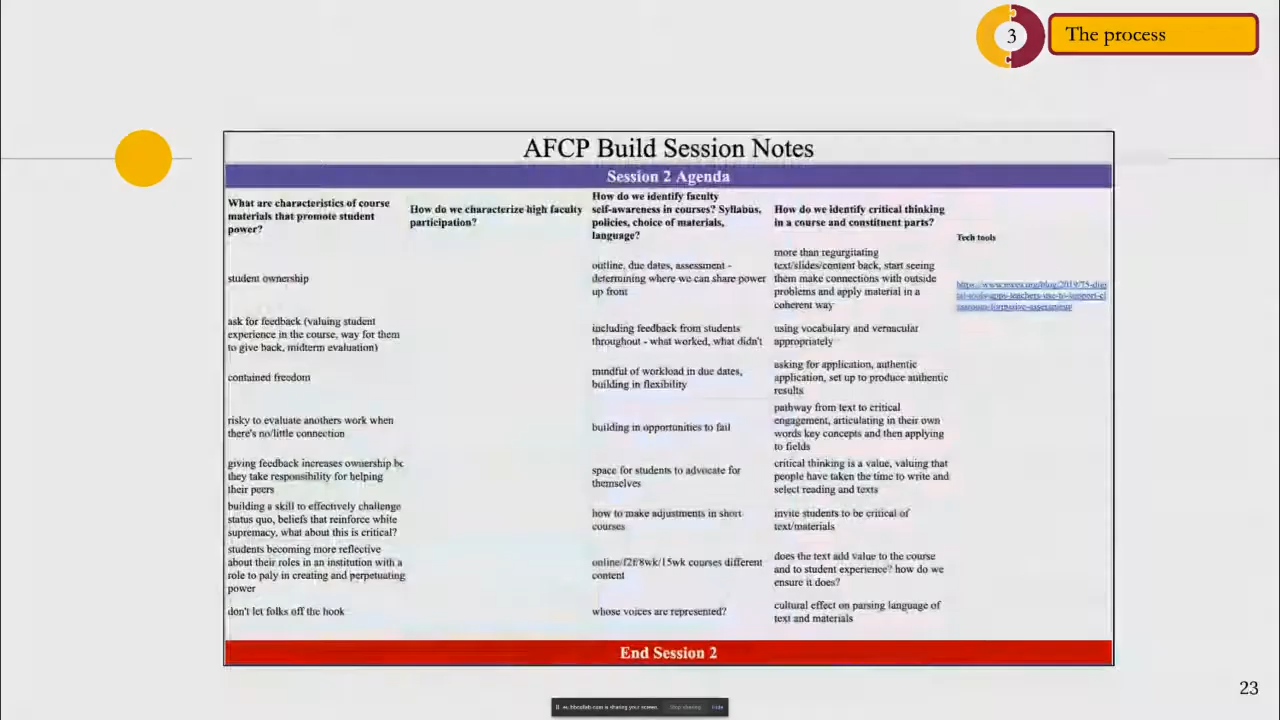 3
The process
AFCP Build Session Notes
Session 2 Agenda
What are characteristics of course
materials that promote student
power?
How do we characterize high faculty
participation?
How do we identify faculty
self-awareness in courses? Syllabus,
policies, choice of materials,
language?
How do we identify critical thinking
in a course and constituent parts?
Tech tools
student ownership
outline, due dates, assessment -
determining where we can share power
up front
more than regurgitating
text/slides/content back, start seeing
them make connections with outside
problems and apply material in a
coherent way
ask for feedback (valuing student
experience in the course, way for them
to give back, midterm evaluation)
including feedback from students
throughout - what worked, what didn't
using vocabulary and vernacular
appropriately
contained freedom
mindful of workload in due dates,
building in flexibility
asking for application, authentic
application, set up to produce authentic
results
risky to evaluate anothers work when
there's no/little connection
building in opportunities to fail
pathway from text to critical
engagement, articulating in their own
words key concepts and then applying
to fields
giving feedback increases ownership bc
they take responsibility for helping
their peers
space for students to advocate for
themselves
critical thinking is a value, valuing that
people have taken the time to write and
select reading and texts
building a skill to effectively challenge
status quo, beliefs that reinforce white
supremacy, what about this is critical?
how to make adjustments in short
courses
invite students to be critical of
text/materials
students becoming more reflective
about their roles in an institution with a
role to paly in creating and perpetuating
power
online/f2f/8wk/15wk courses different
content
does the text add value to the course
and to student experience? how do we
ensure it does?
don't let folks off the hook
whose voices are represented?
cultural effect on parsing language of
text and materials
End Session 2
is sharing your screen.
Stop sharing
Hide
23